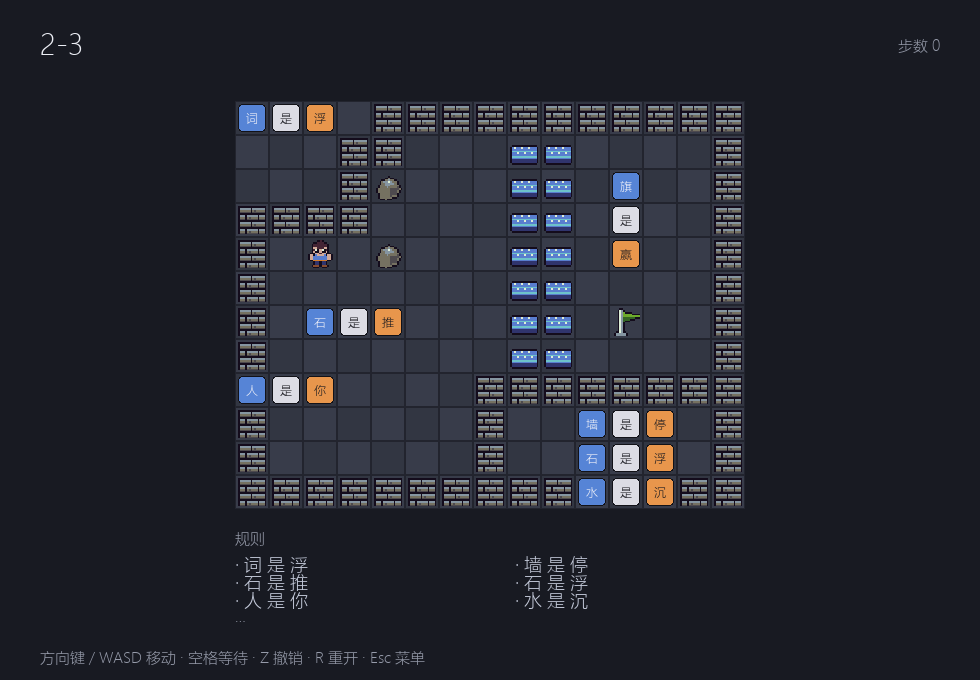 2-3
步数 0
词 是 浮
旗
是
赢
石 是 推
人 是 你
墙 是 停
石 是 浮
水 是 沉
规则
· 词 是 浮
· 墙 是 停
· 石 是 推
· 石 是 浮
· 人 是 你
· 水 是 沉
...
方向键 / WASD 移动 · 空格等待 · Z 撤销 · R 重开 · Esc 菜单